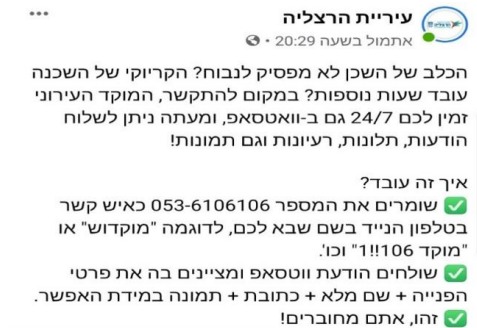 עיריית הרצליה
אתמול בשעה 20:29
הכלב של השכן לא מפסיק לנבוח? הקריוקי של השכנה
עובד שעות נוספות? במקום להתקשר, המוקד העירוני
זמין לכם 24/7 גם ב-וואטסאפ, ומעתה ניתן לשלוח
הודעות, תלונות, רעיונות וגם תמונות!
איך זה עובד?
✅ שומרים את המספר 053-6106106 כאיש קשר
בטלפון הנייד בשם שבא לכם, לדוגמה "מוקדוש" או
"מוקד 106!!1" וכו'.
✅ שולחים הודעת ווטסאפ ומציינים בה את פרטי
הפנייה + שם מלא + כתובת + תמונה במידת האפשר.
✅ זהו, אתם מחוברים!